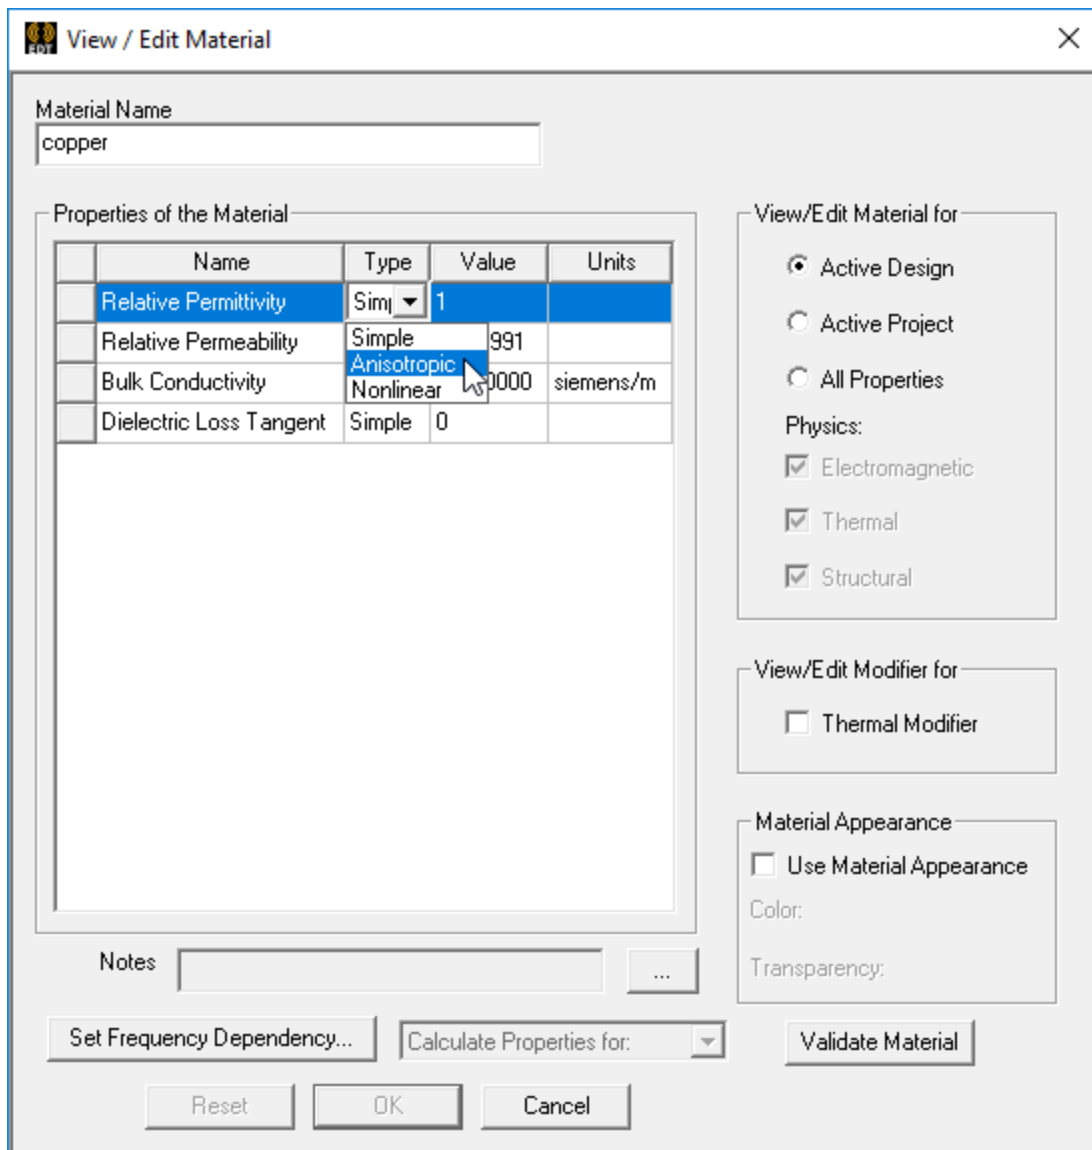 EDT View / Edit Material
Material Name
copper
Properties of the Material
Name Type Value Units
Relative Permittivity Sim 1
Relative Permeability 991
Bulk Conductivity 0000 siemens/m
Dielectric Loss Tangent Simple 0
Simple
Anisotropic
Nonlinear
View/Edit Material for
Active Design
Active Project
All Properties
Physics:
Electromagnetic
Thermal
Structural
View/Edit Modifier for
Thermal Modifier
Material Appearance
Use Material Appearance
Color:
Transparency:
Notes ...
Set Frequency Dependency... Calculate Properties for: Validate Material
Reset OK Cancel